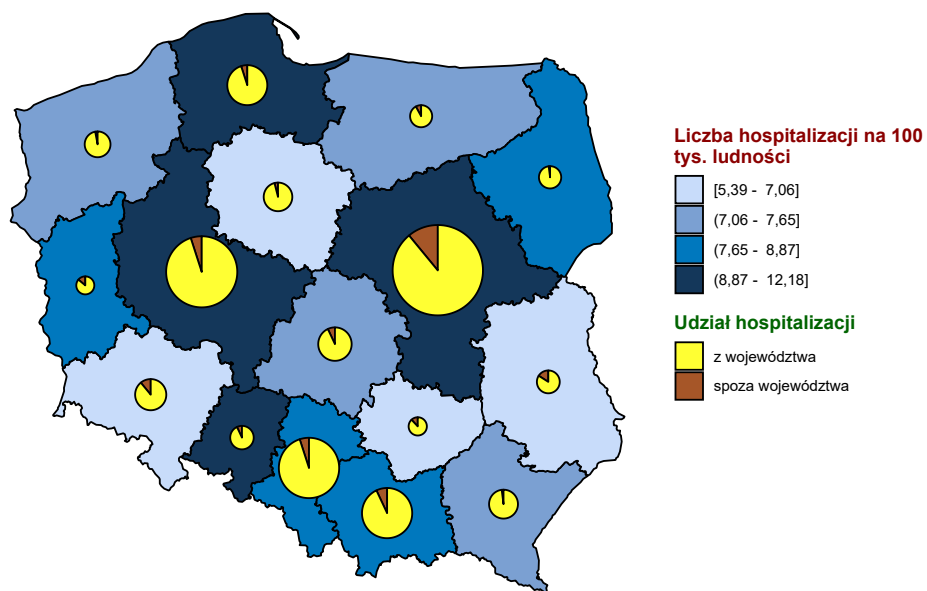 Liczba hospitalizacji na 100
tys. ludności
[5,39 - 7,06]
(7,06 - 7,65]
(7,65 - 8,87]
(8,87 - 12,18]
Udział hospitalizacji
z województwa
spoza województwa